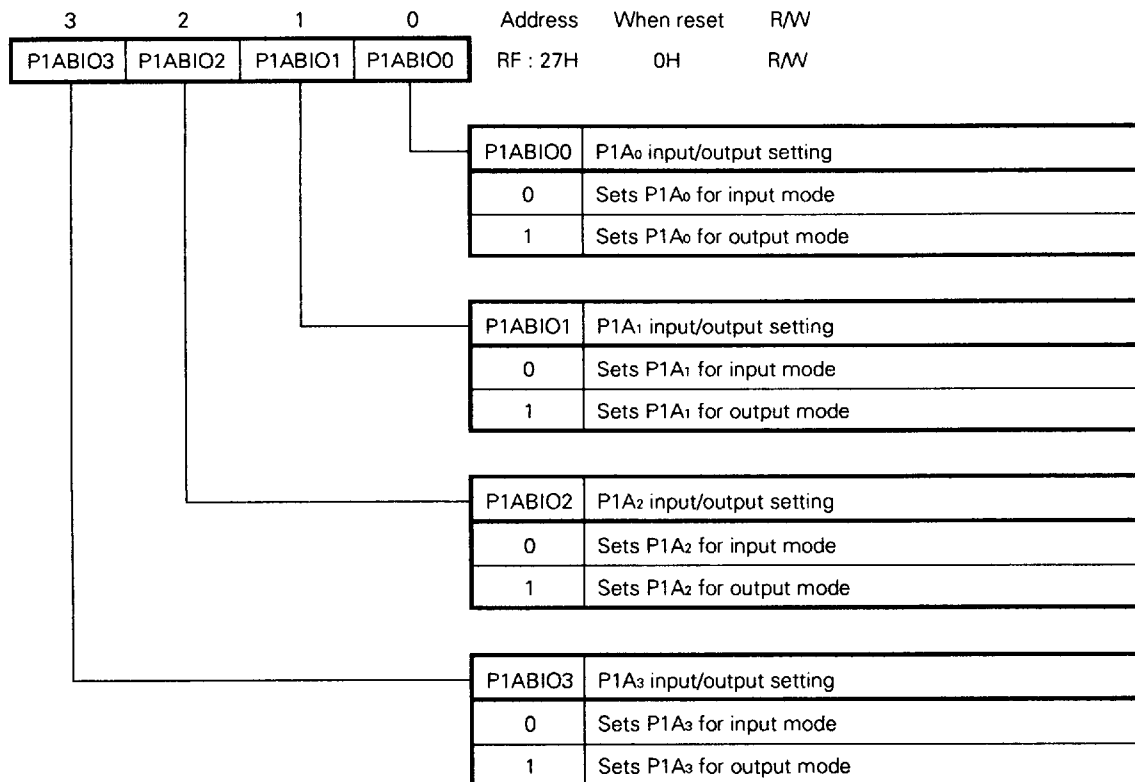 3 2 1 0 Address When reset R/W
P1ABIO3 P1ABIO2 P1ABIO1 P1ABIO0 RF : 27H 0H R/W
P1ABIO0 P1A₀ input/output setting
0 Sets P1A₀ for input mode
1 Sets P1A₀ for output mode
P1ABIO1 P1A₁ input/output setting
0 Sets P1A₁ for input mode
1 Sets P1A₁ for output mode
P1ABIO2 P1A₂ input/output setting
0 Sets P1A₂ for input mode
1 Sets P1A₂ for output mode
P1ABIO3 P1A₃ input/output setting
0 Sets P1A₃ for input mode
1 Sets P1A₃ for output mode